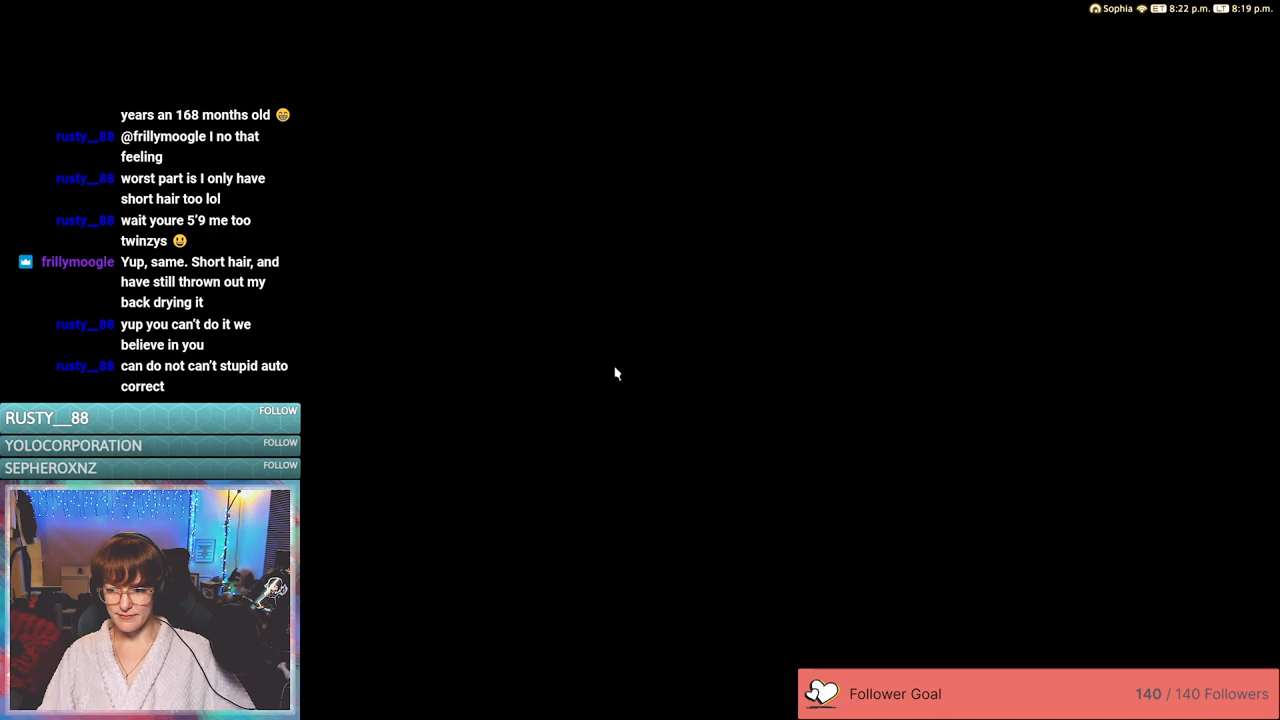 Sophia ET 8:22 p.m. LT 8:19 p.m.
years an 168 months old 😁
rusty__88 @frillymoogle I no that
feeling
rusty__88 worst part is I only have
short hair too lol
rusty__88 wait youre 5’9 me too
twinzys 😃
frillymoogle Yup, same. Short hair, and
have still thrown out my
back drying it
rusty__88 yup you can’t do it we
believe in you
rusty__88 can do not can’t stupid auto
correct
RUSTY__88 FOLLOW
YOLOCORPORATION FOLLOW
SEPHEROXNZ FOLLOW
Follower Goal 140 / 140 Followers